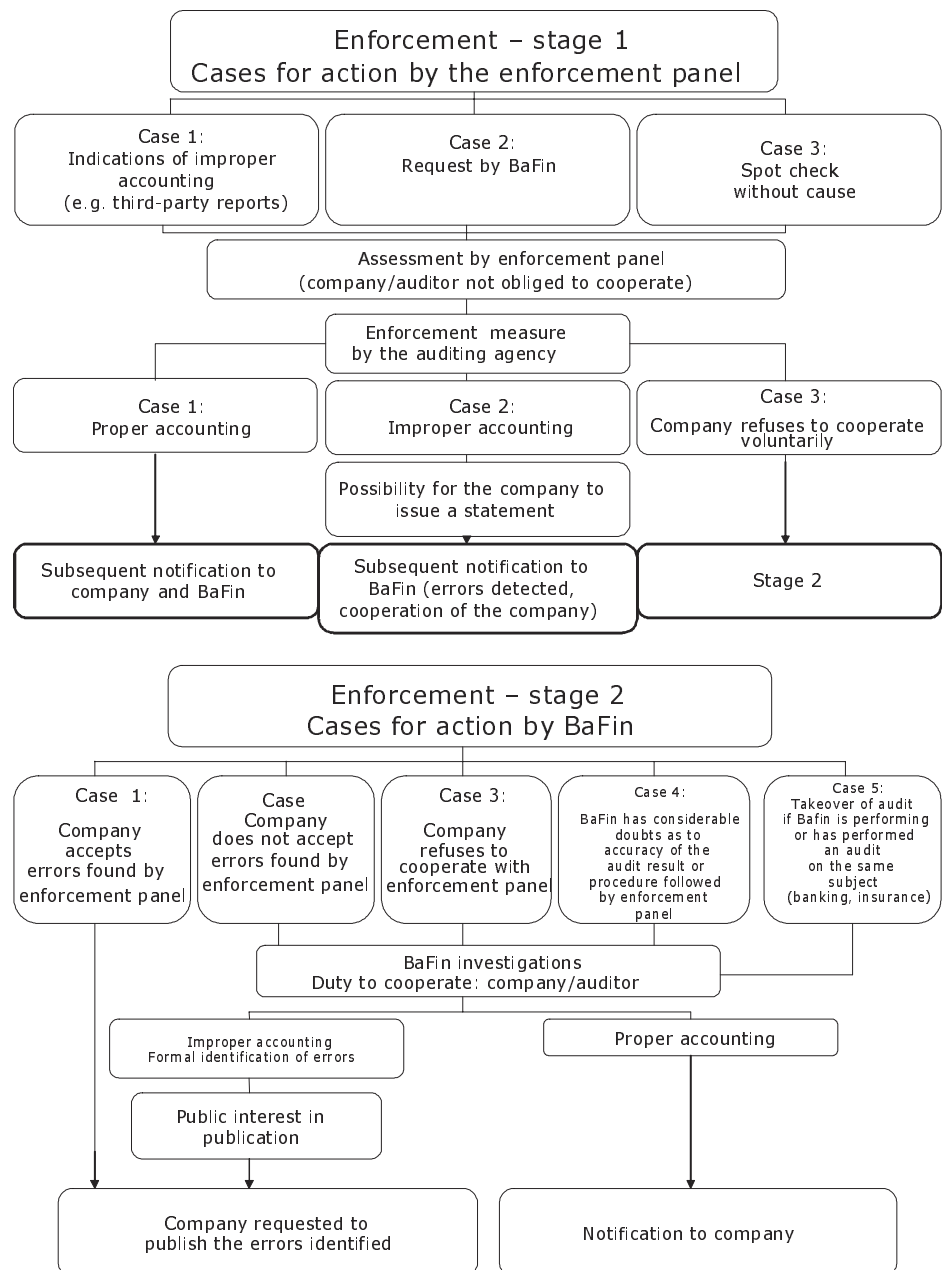 Enforcement – stage 1
Cases for action by the enforcement panel
Case 1:
Indications of improper
accounting
(e.g. third-party reports)
Case 2:
Request by BaFin
Case 3:
Spot check
without cause
Assessment by enforcement panel
(company/auditor not obliged to cooperate)
Enforcement measure
by the auditing agency
Case 1:
Proper accounting
Case 2:
Improper accounting
Case 3:
Company refuses to cooperate
voluntarily
Possibility for the company to
issue a statement
Subsequent notification to
company and BaFin
Subsequent notification to
BaFin (errors detected,
cooperation of the company)
Stage 2
Enforcement – stage 2
Cases for action by BaFin
Case 1:
Company
accepts
errors found by
enforcement panel
Case
Company
does not accept
errors found by
enforcement panel
Case 3:
Company
refuses to
cooperate with
enforcement panel
Case 4:
BaFin has considerable
doubts as to
accuracy of the
audit result or
procedure followed
by enforcement
panel
Case 5:
Takeover of audit
if Bafin is performing
or has performed
an audit
on the same
subject
(banking, insurance)
BaFin investigations
Duty to cooperate: company/auditor
Improper accounting
Formal identification of errors
Proper accounting
Public interest in
publication
Company requested to
publish the errors identified
Notification to company